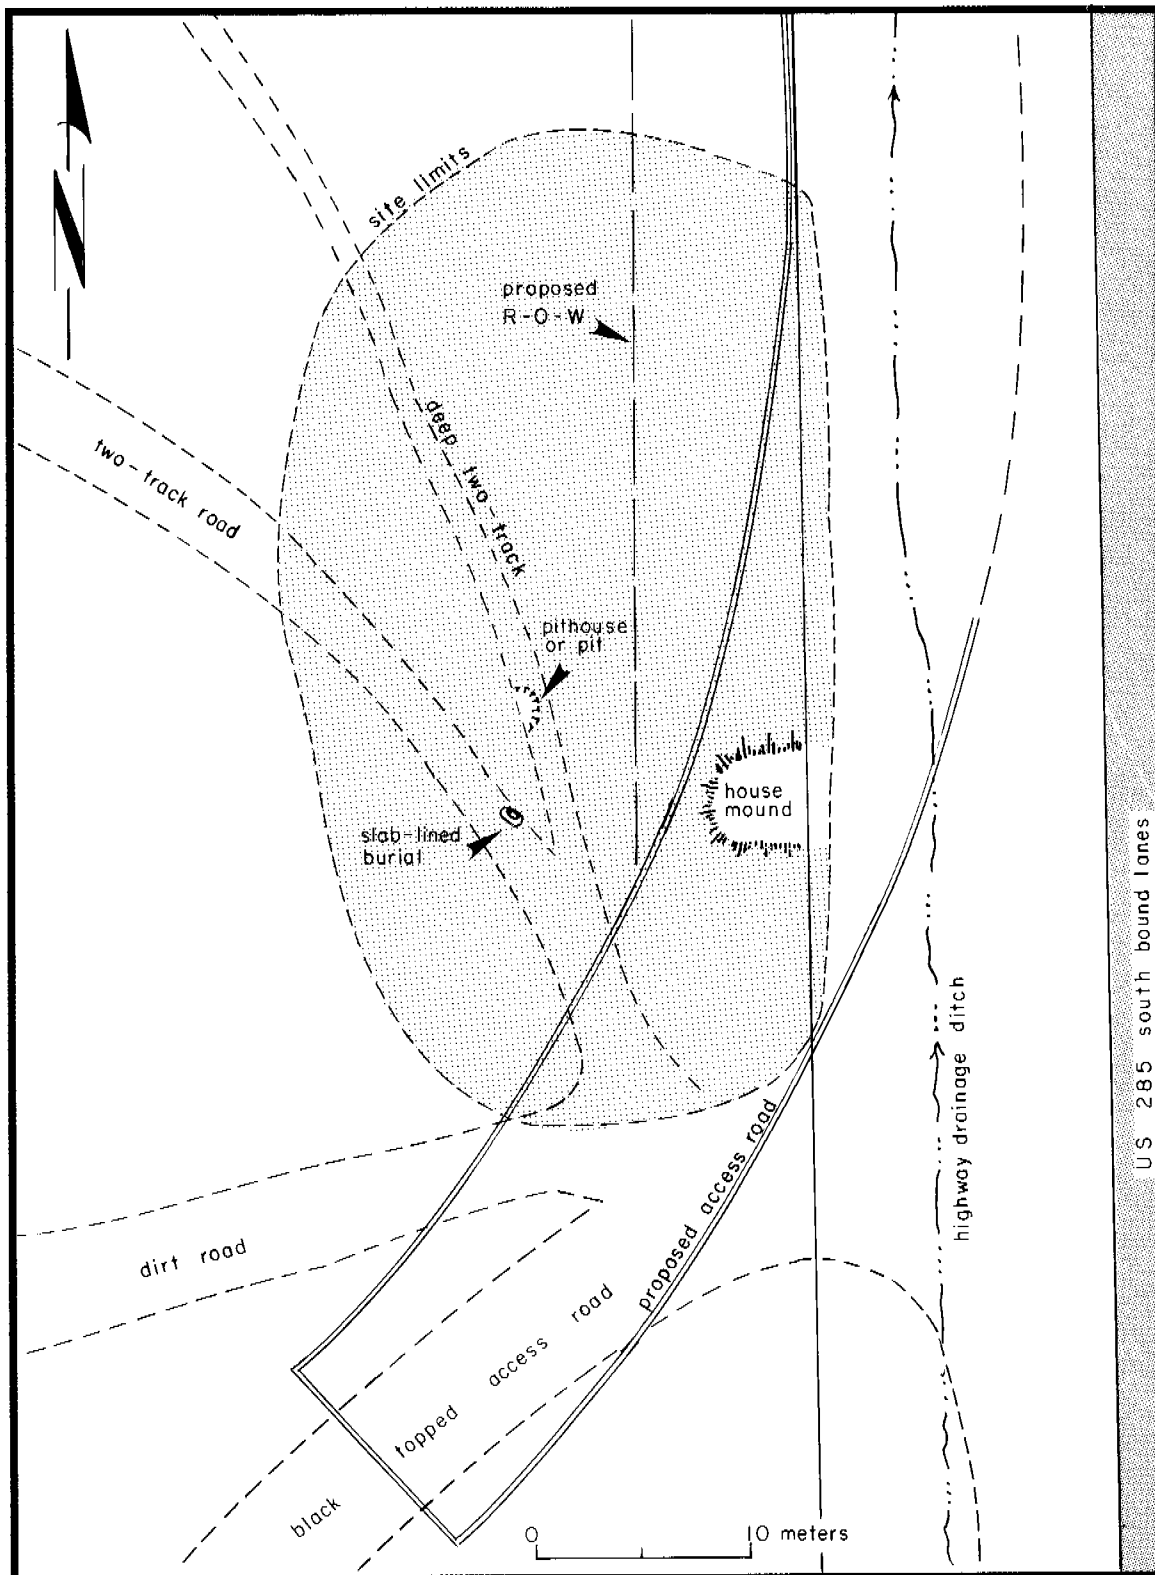 N
site limits
proposed
R-O-W
deep two-track
two-track road
pithouse
or pit
house
mound
slab-lined
burial
US 285 south bound lanes
highway drainage ditch
proposed access road
dirt road
black topped access road
0 10 meters